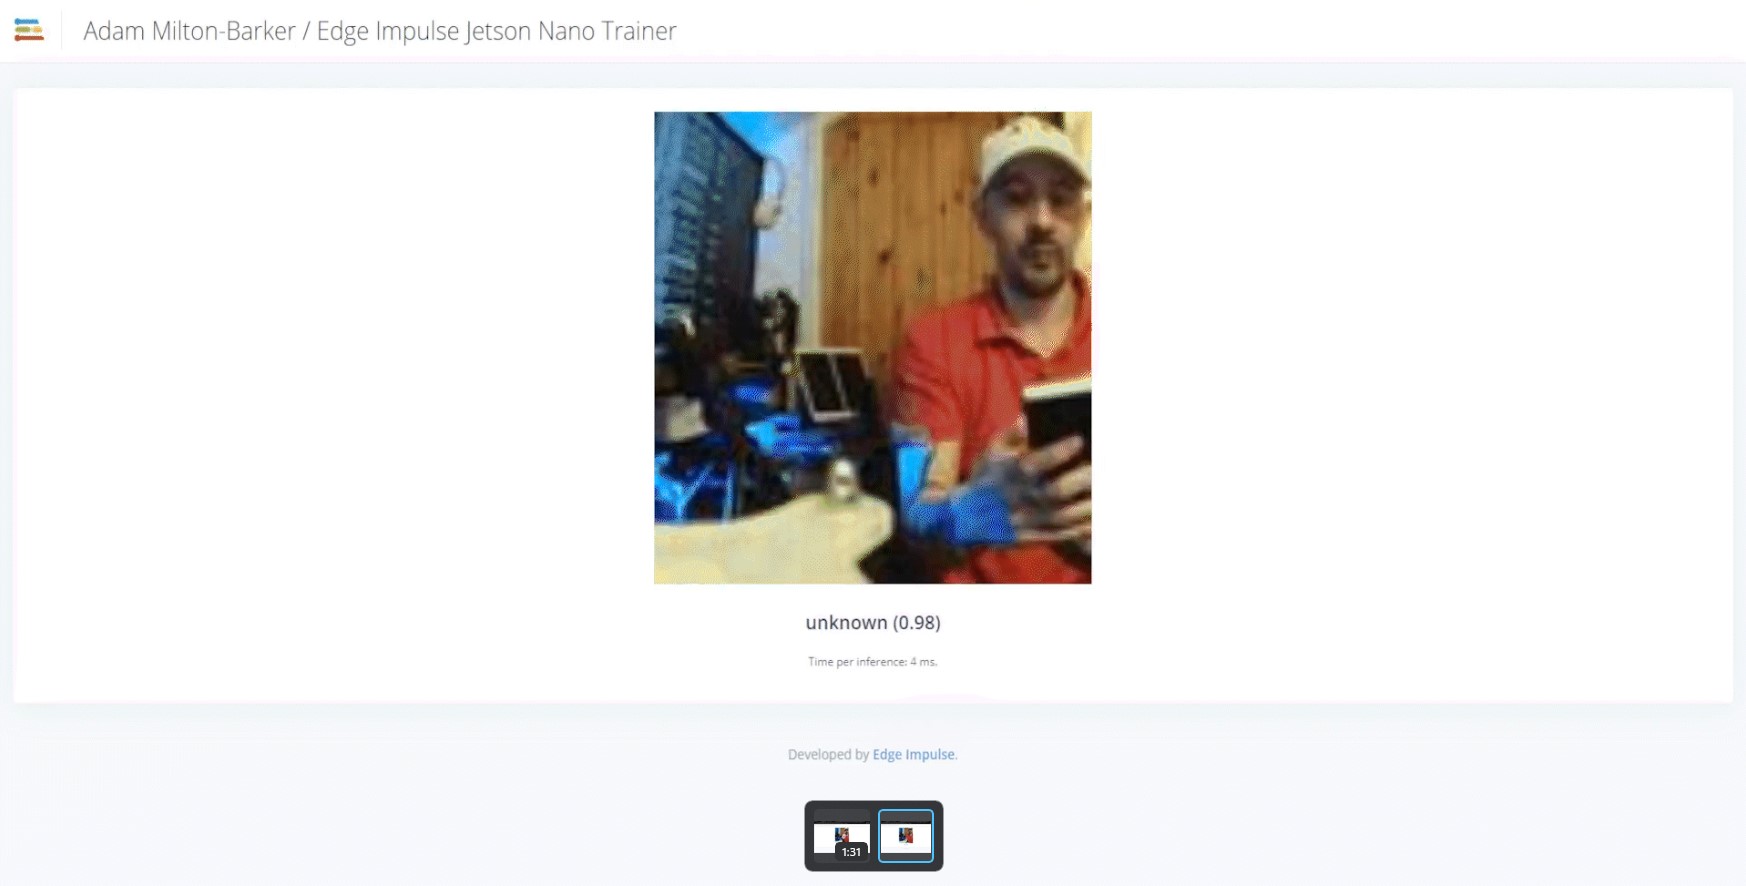 Adam Milton-Barker / Edge Impulse Jetson Nano Trainer
unknown (0.98)
Time per inference: 4 ms.
Developed by Edge Impulse.
1:31